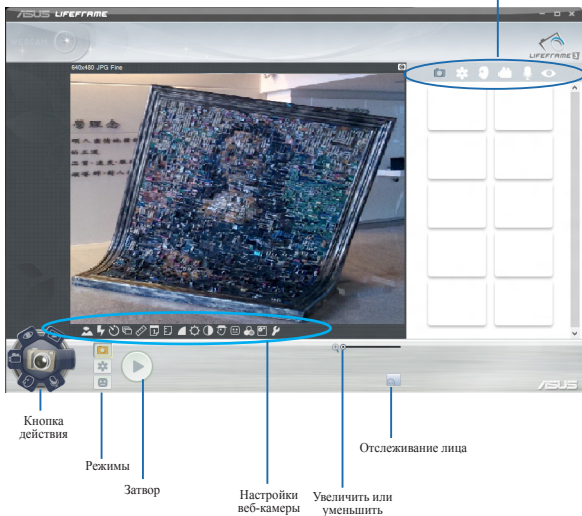 ASUS LIFEFRAME
LIFEFRAME 3
640x480 JPG Fine
ASUS
Кнопка
действия
Режимы
Затвор
Настройки
веб-камеры
Увеличить или
уменьшить
Отслеживание лица